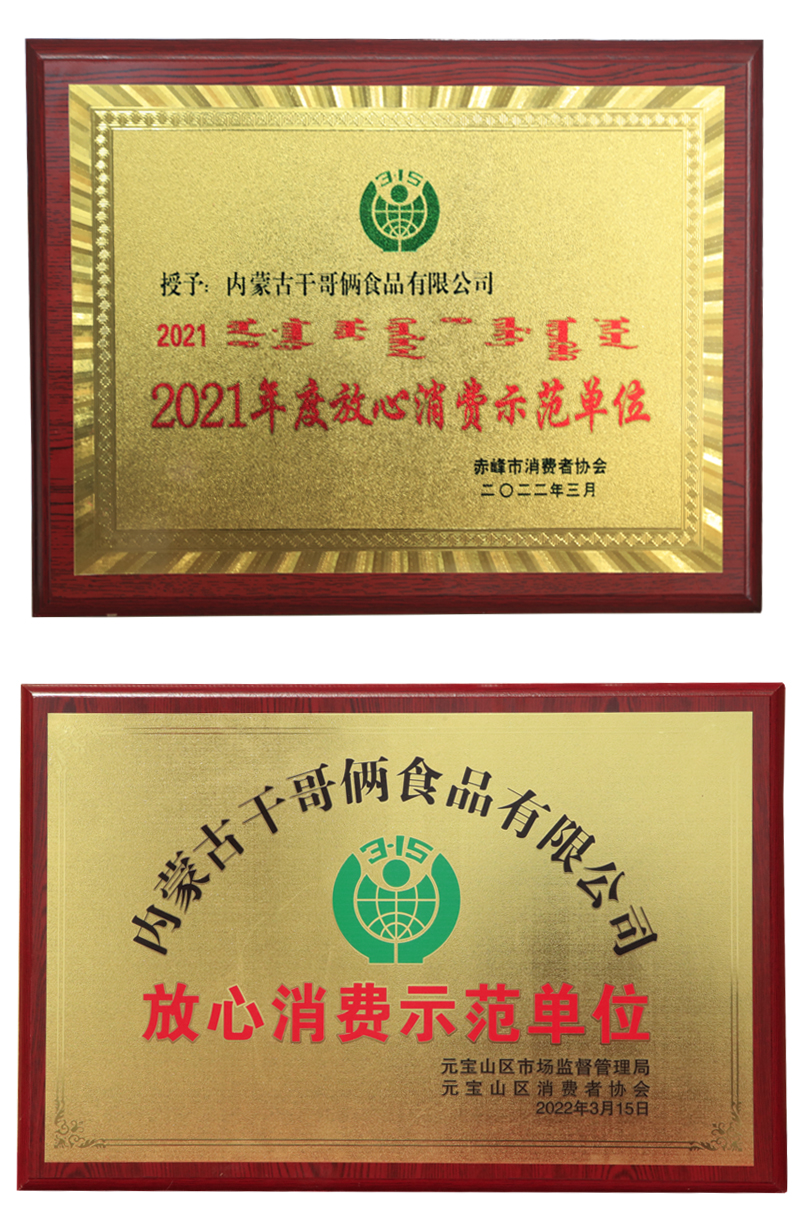 3·15
授予：内蒙古干哥俩食品有限公司
2021
2021年度放心消费示范单位
赤峰市消费者协会
二〇二二年三月
内蒙古干哥俩食品有限公司
3·15
放心消费示范单位
元宝山区市场监督管理局
元宝山区消费者协会
2022年3月15日